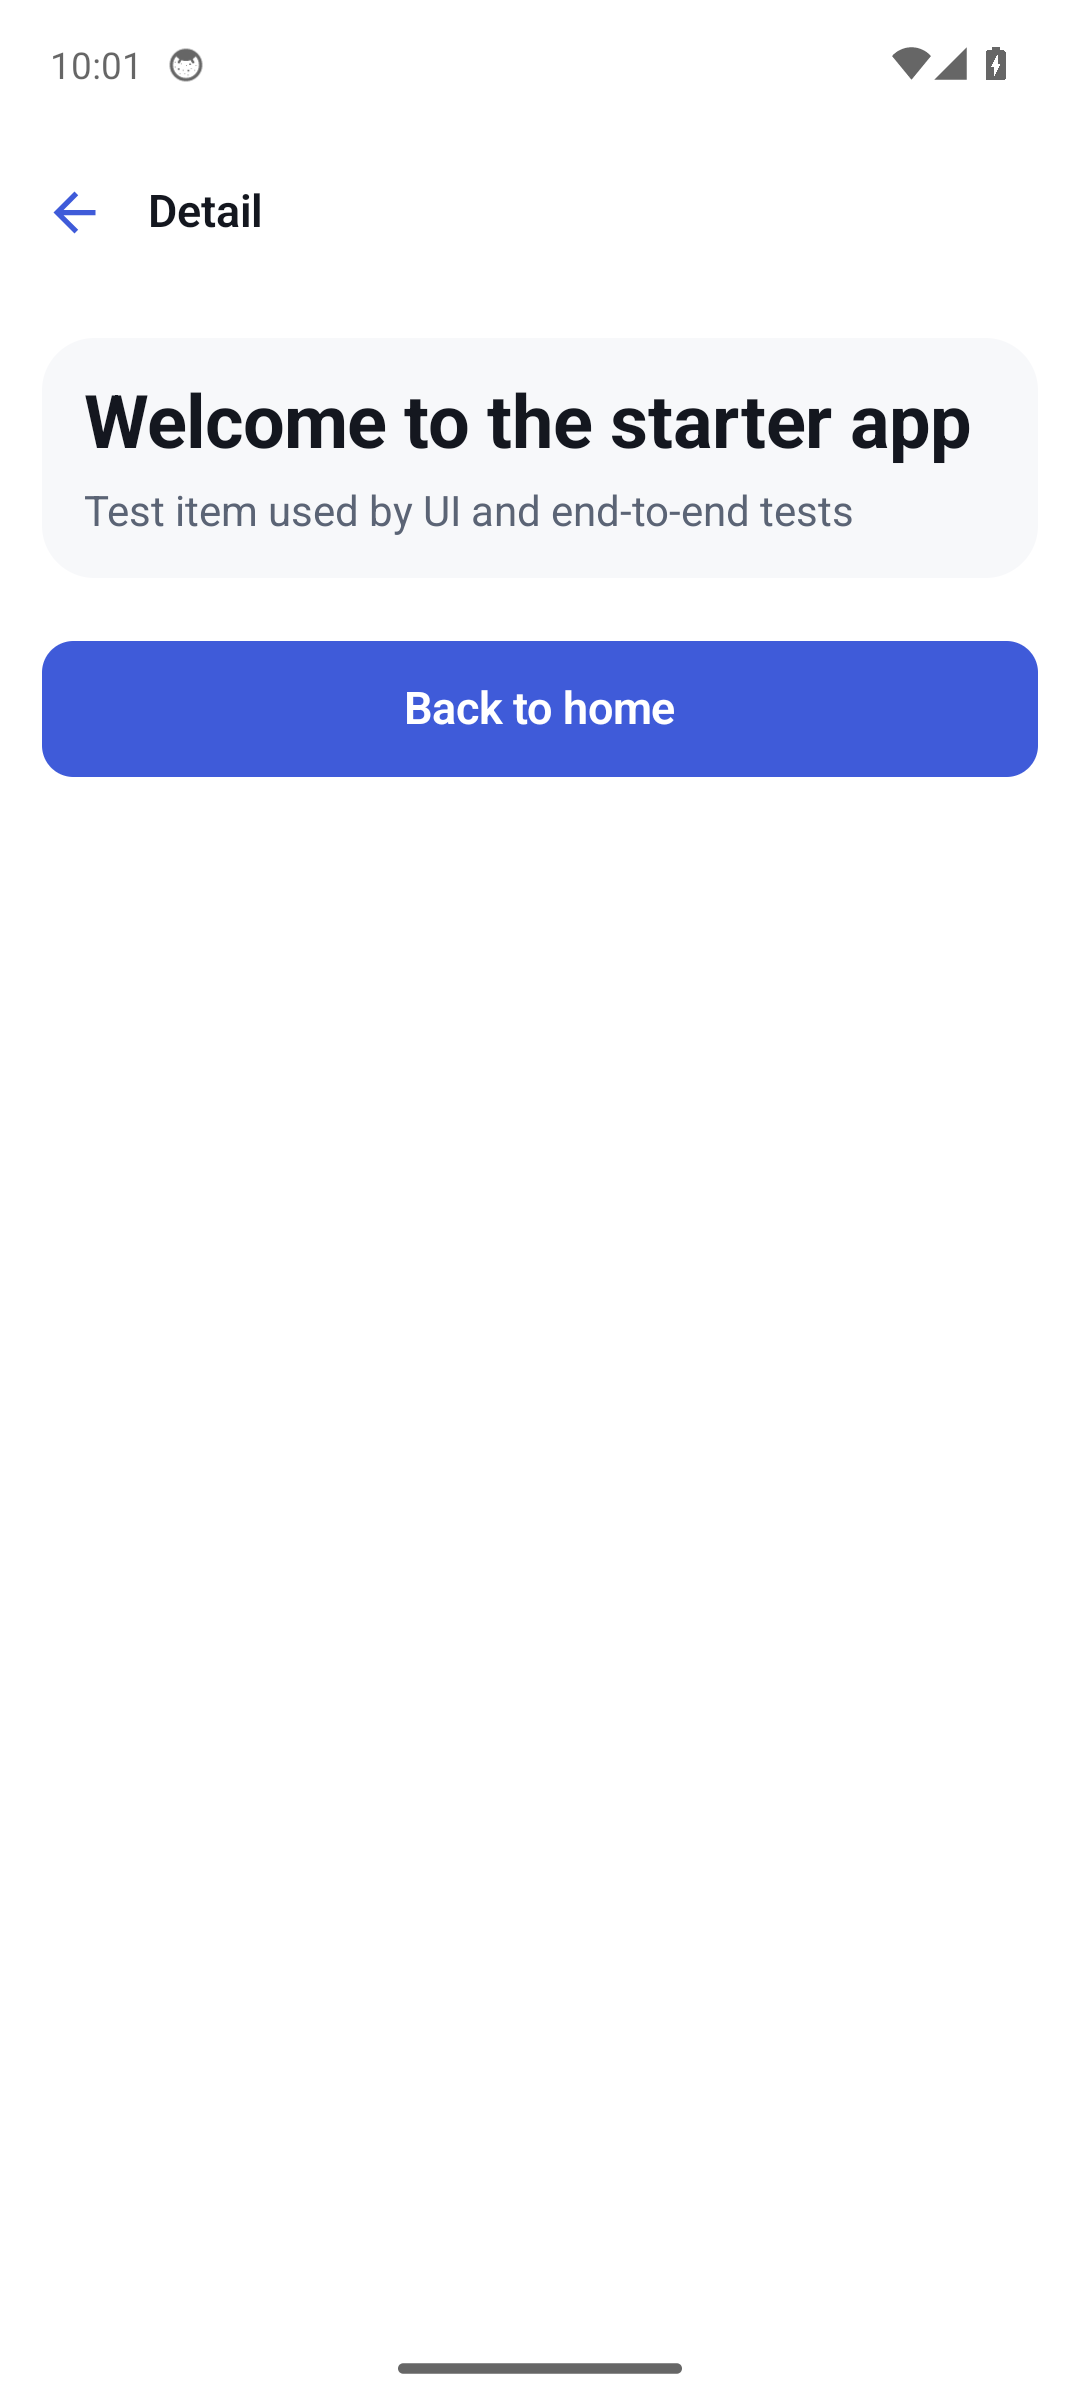 10:01
Detail
Welcome to the starter app
Test item used by UI and end-to-end tests
Back to home